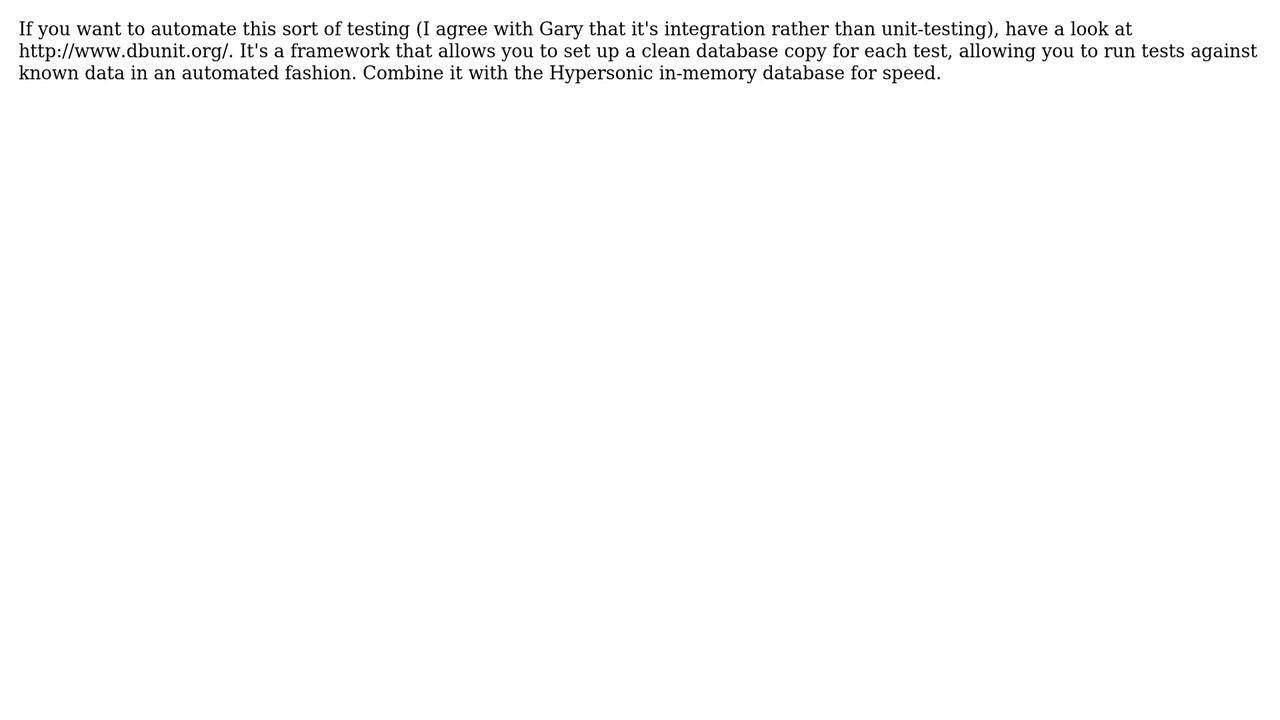 If you want to automate this sort of testing (I agree with Gary that it's integration rather than unit-testing), have a look at
http://www.dbunit.org/. It's a framework that allows you to set up a clean database copy for each test, allowing you to run tests against
known data in an automated fashion. Combine it with the Hypersonic in-memory database for speed.